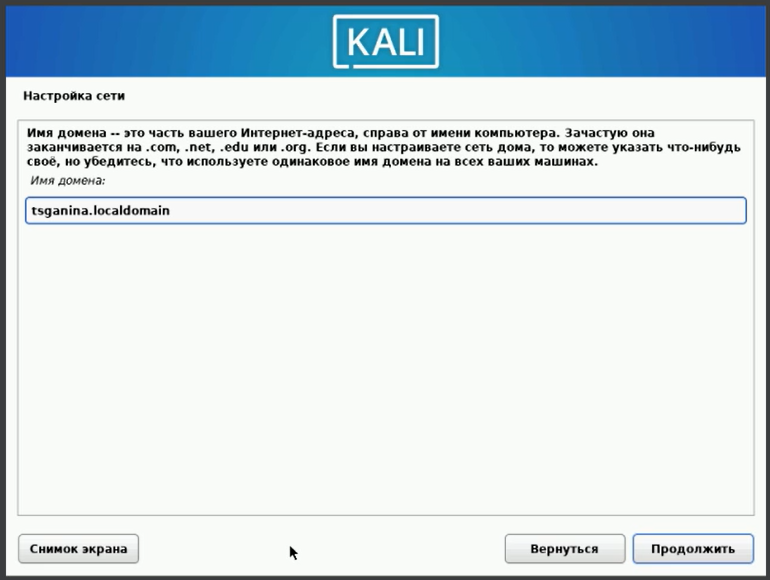 KALI
Настройка сети
Имя домена -- это часть вашего Интернет-адреса, справа от имени компьютера. Зачастую она
заканчивается на .com, .net, .edu или .org. Если вы настраиваете сеть дома, то можете указать что-нибудь
своё, но убедитесь, что используете одинаковое имя домена на всех ваших машинах.
Имя домена:
tsganina.localdomain
Снимок экрана
Вернуться
Продолжить